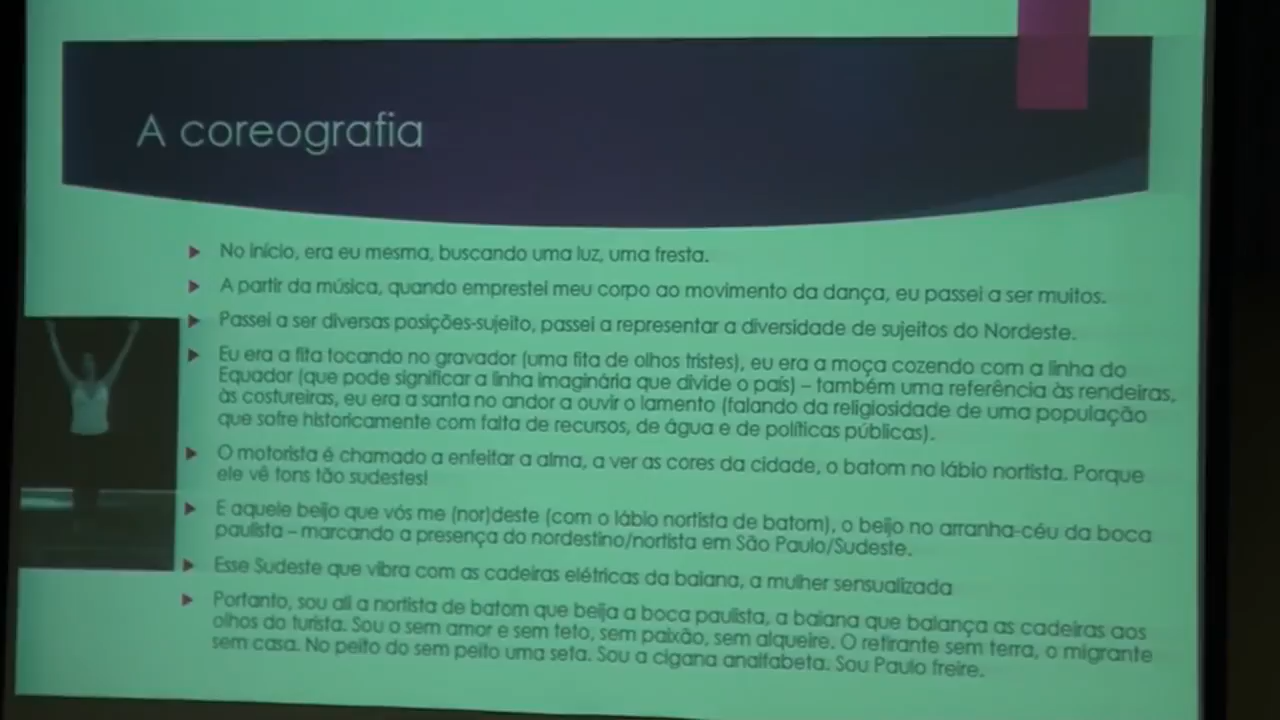 A coreografia
No início, era eu mesma, buscando uma luz, uma fresta.
A partir da música, quando emprestei meu corpo ao movimento da dança, eu passei a ser muitos.
Passei a ser diversas posições-sujeito, passei a representar a diversidade de sujeitos do Nordeste.
Eu era a fita tocando no gravador (uma fita de olhos tristes), eu era a moça cozendo com a linha do
Equador (que pode significar a linha imaginária que divide o país) – também uma referência às rendeiras,
às costureiras, eu era a santa no andor a ouvir o lamento (falando da religiosidade de uma população
que sofre historicamente com falta de recursos, de água e de políticas públicas).
O motorista é chamado a enfeitar a alma, a ver as cores da cidade, o batom no lábio nortista. Porque
ele vê tons tão sudestes!
E aquele beijo que vós me (nor)deste (com o lábio nortista de batom), o beijo no arranha-céu da boca
paulista – marcando a presença do nordestino/nortista em São Paulo/Sudeste.
Esse Sudeste que vibra com as cadeiras elétricas da baiana, a mulher sensualizada
Portanto, sou ali a nortista de batom que beija a boca paulista, a baiana que balança as cadeiras aos
olhos do turista. Sou o sem amor e sem teto, sem paixão, sem alqueire. O retirante sem terra, o migrante
sem casa. No peito do sem peito uma seta. Sou a cigana analfabeta. Sou Paulo freire.